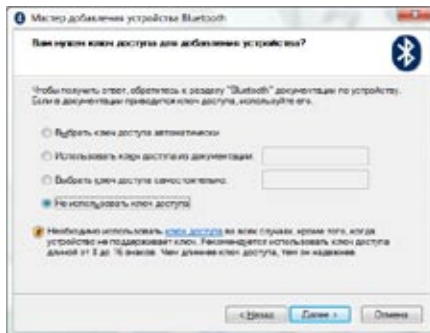 Мастер добавления устройства Bluetooth
Вам нужен ключ доступа для добавления устройства?
Чтобы получить ответ, обратитесь к разделу "Bluetooth" документации по устройству.
Если в документации приводится ключ доступа, используйте его.
Выбрать ключ доступа автоматически
Использовать ключ доступа из документации:
Выбрать ключ доступа самостоятельно:
Не использовать ключ доступа
Необходимо использовать ключ доступа во всех случаях, кроме того, когда
устройство не поддерживает ключ. Рекомендуется использовать ключ доступа
длиной от 8 до 16 знаков. Чем длиннее ключ доступа, тем он надежнее.
< Назад
Далее >
Отмена